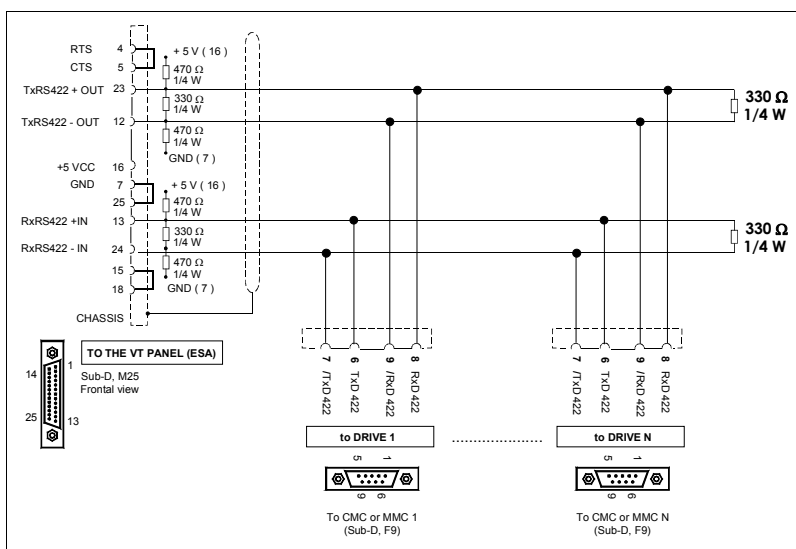 RTS 4
CTS 5
TxRS422 + OUT 23
TxRS422 - OUT 12
+5 VCC 16
GND 7
25
RxRS422 +IN 13
RxRS422 - IN 24
15
18
CHASSIS
+ 5 V ( 16 )
470 Ω
1/4 W
330 Ω
1/4 W
470 Ω
1/4 W
GND ( 7 )
+ 5 V ( 16 )
470 Ω
1/4 W
330 Ω
1/4 W
470 Ω
1/4 W
GND ( 7 )
330 Ω
1/4 W
330 Ω
1/4 W
TO THE VT PANEL (ESA)
Sub-D, M25
Frontal view
1
14
25
13
7 /TxD 422
6 TxD 422
9 /RxD 422
8 RxD 422
to DRIVE 1
5 1
9 6
To CMC or MMC 1
(Sub-D, F9)
7 /TxD 422
6 TxD 422
9 /RxD 422
8 RxD 422
to DRIVE N
5 1
9 6
To CMC or MMC N
(Sub-D, F9)